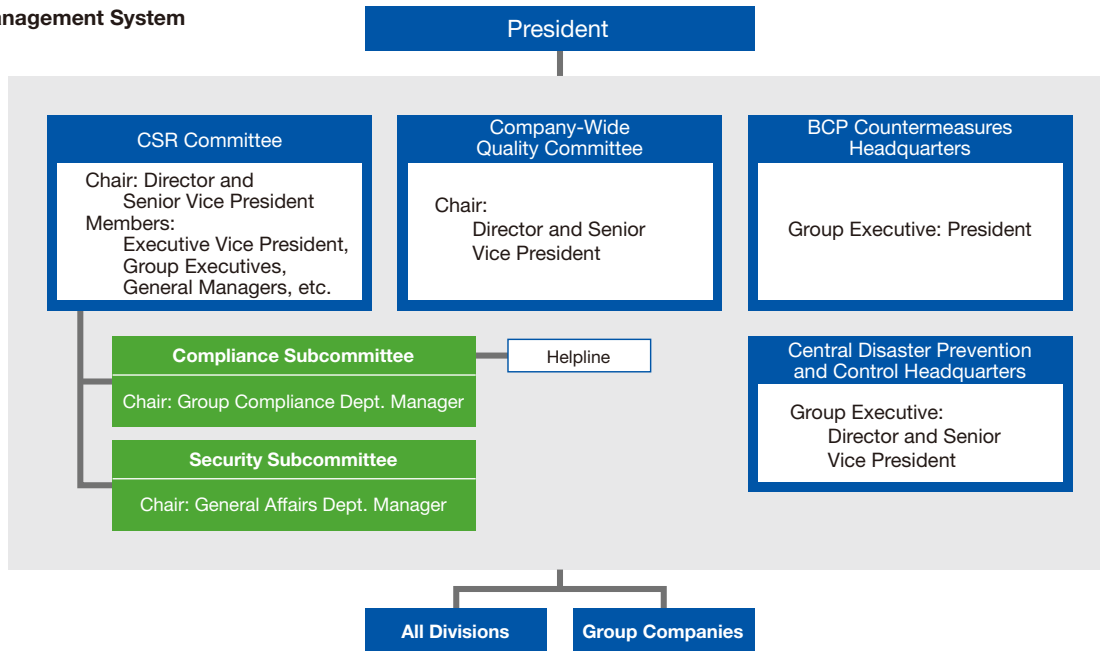 Management System
President
CSR Committee
Chair: Director and
Senior Vice President
Members:
Executive Vice President,
Group Executives,
General Managers, etc.
Company-Wide
Quality Committee
Chair:
Director and Senior
Vice President
BCP Countermeasures
Headquarters
Group Executive: President
Compliance Subcommittee
Chair: Group Compliance Dept. Manager
Helpline
Security Subcommittee
Chair: General Affairs Dept. Manager
Central Disaster Prevention
and Control Headquarters
Group Executive:
Director and Senior
Vice President
All Divisions
Group Companies